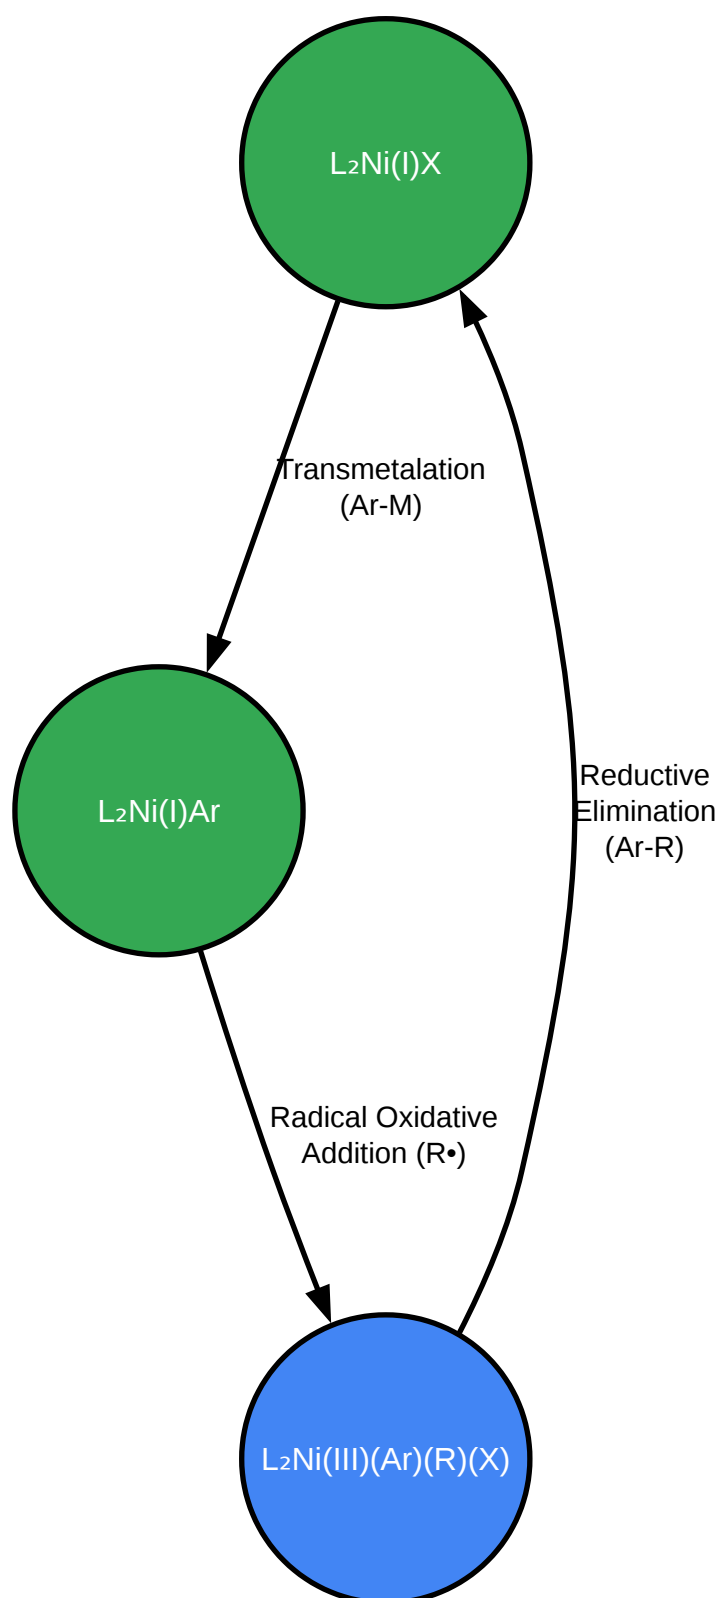 L₂Ni(I)X
Transmetalation
(Ar-M)
L₂Ni(I)Ar
Reductive
Elimination
(Ar-R)
Radical Oxidative
Addition (R•)
L₂Ni(III)(Ar)(R)(X)